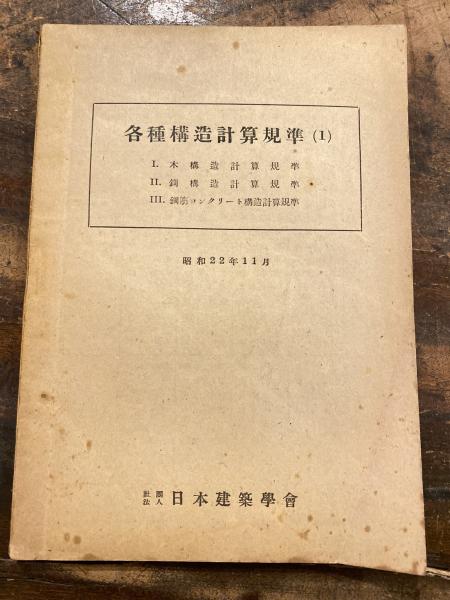 各種構造計算規準 (1)
I. 木構造計算規準
II. 鋼構造計算規準
III. 鋼筋コンクリート構造計算規準
昭和22年11月
社團法人 日本建築學會